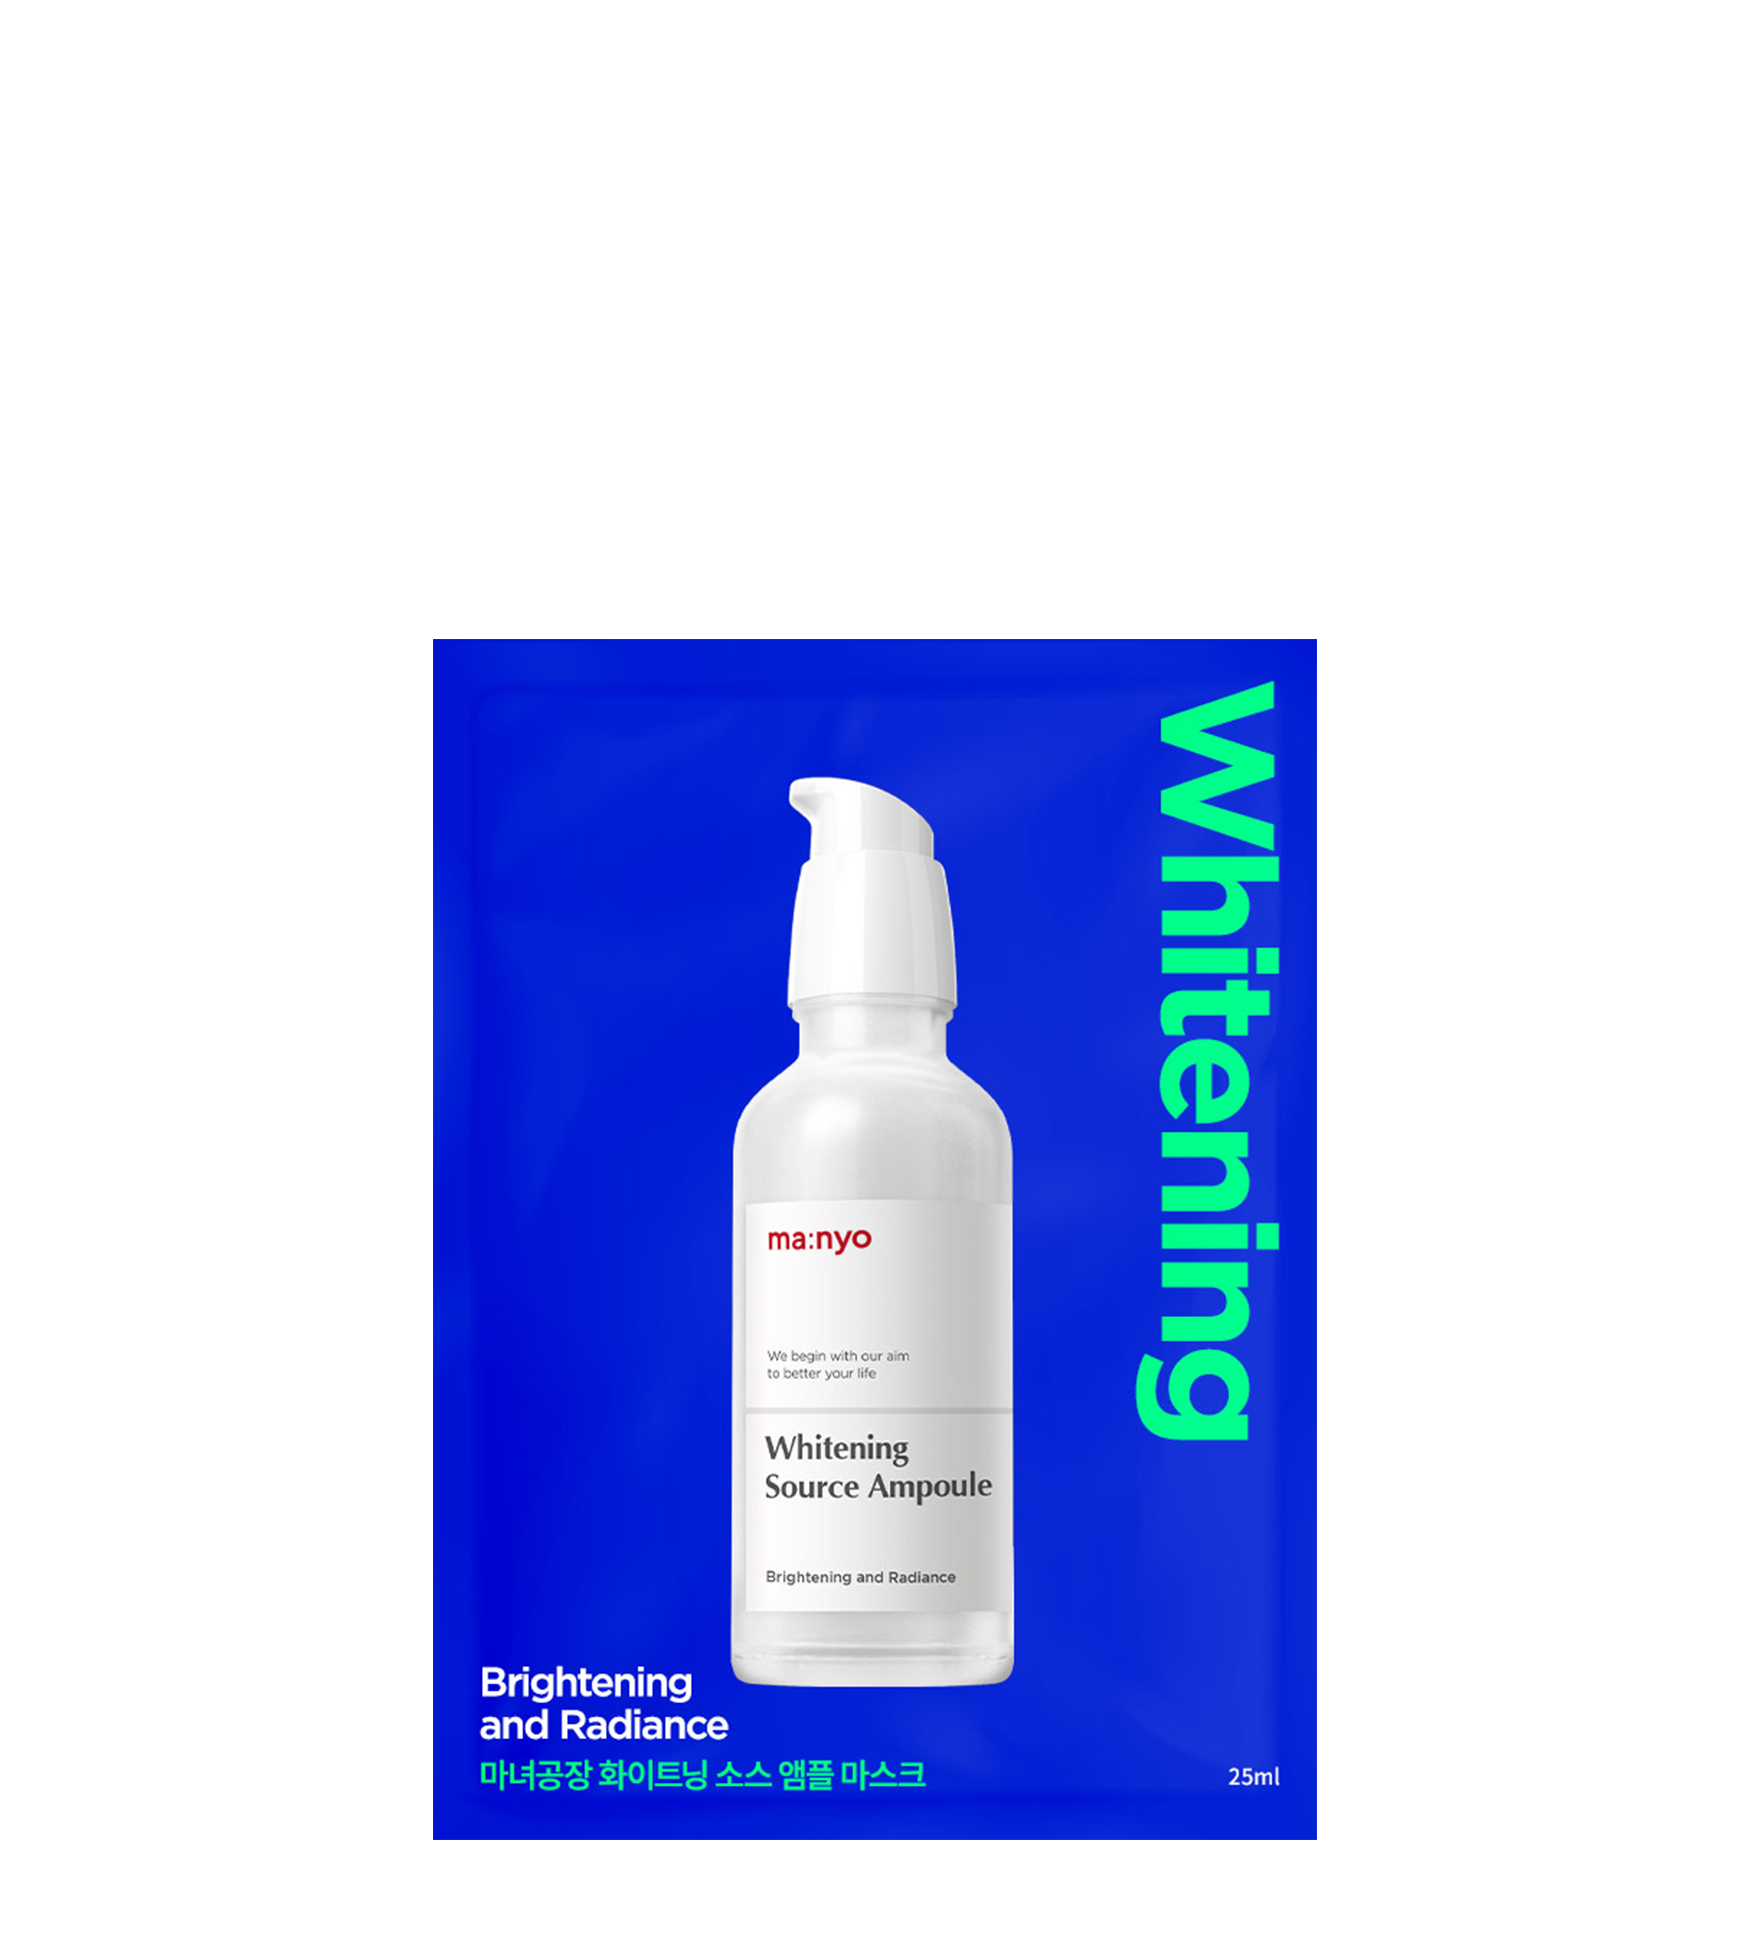 Whitening
ma:nyo
We begin with our aim
to better your life
Whitening
Source Ampoule
Brightening and Radiance
Brightening
and Radiance
마녀공장 화이트닝 소스 앰플 마스크
25ml